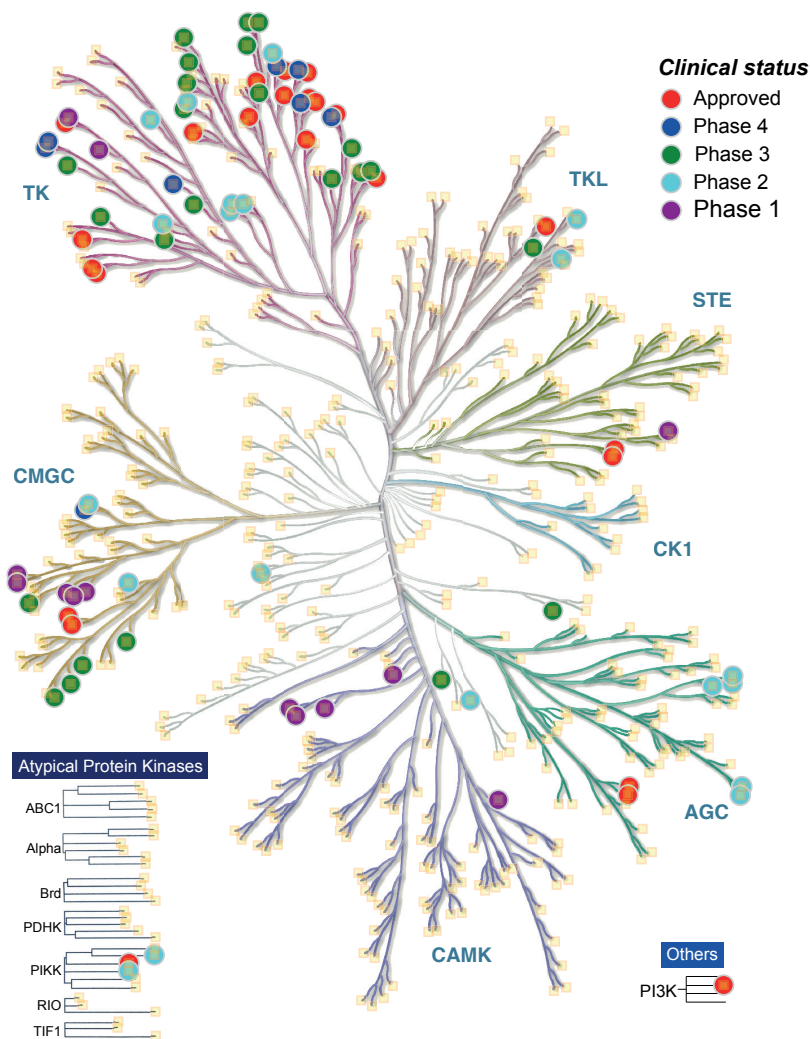 Clinical status
Approved
Phase 4
Phase 3
Phase 2
Phase 1
TK
TKL
STE
CMGC
CK1
Atypical Protein Kinases
ABC1
Alpha
Brd
PDHK
PIKK
RIO
TIF1
AGC
CAMK
Others
PI3K